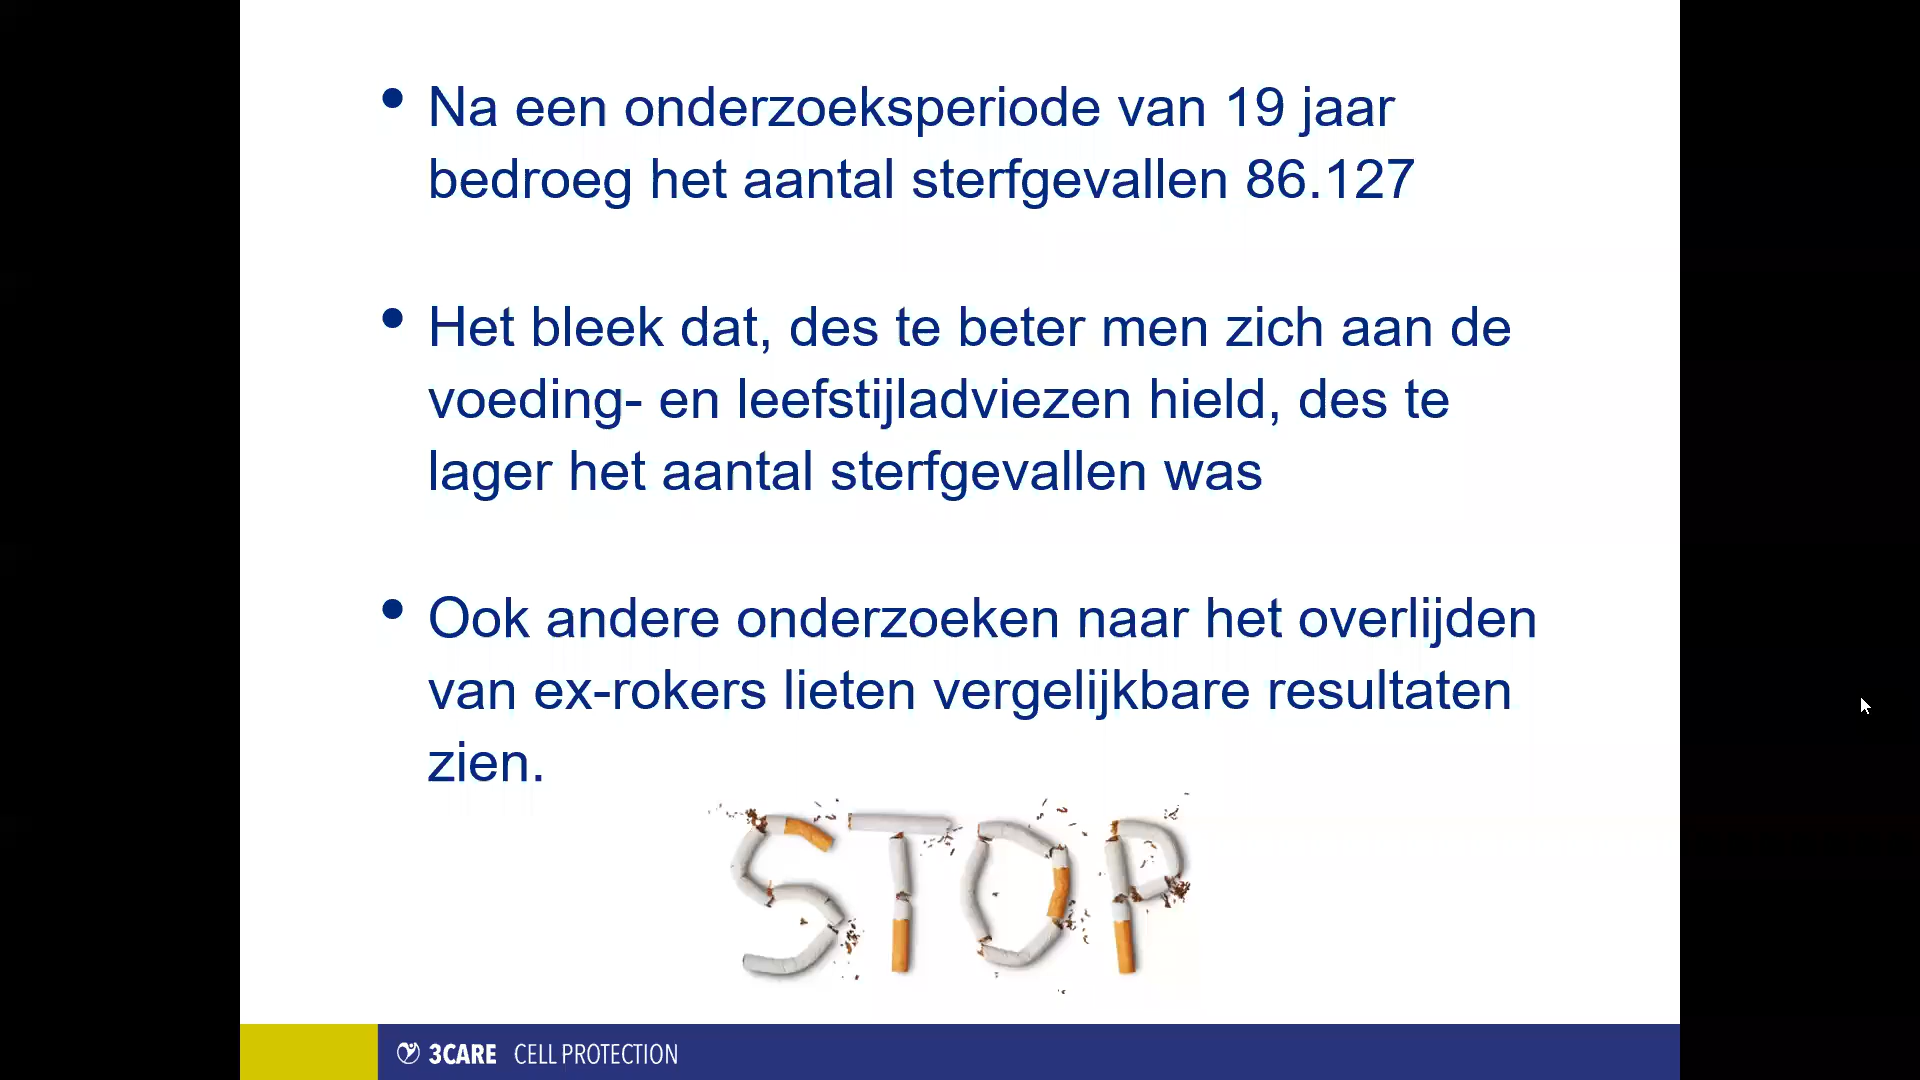 • Na een onderzoeksperiode van 19 jaar
bedroeg het aantal sterfgevallen 86.127
• Het bleek dat, des te beter men zich aan de
voeding- en leefstijladviezen hield, des te
lager het aantal sterfgevallen was
• Ook andere onderzoeken naar het overlijden
van ex-rokers lieten vergelijkbare resultaten
zien.
STOP
3CARE CELL PROTECTION